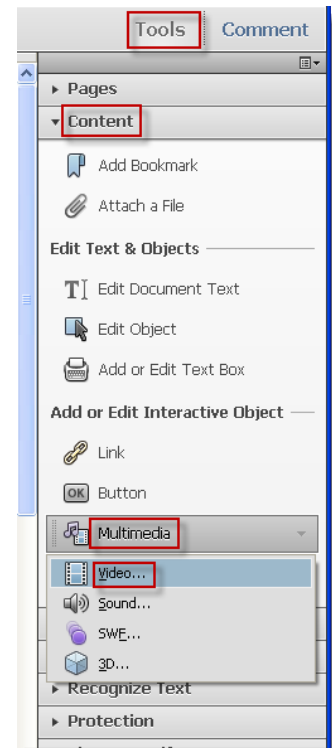 Tools Comment
Pages
Content
Add Bookmark
Attach a File
Edit Text & Objects
T Edit Document Text
Edit Object
Add or Edit Text Box
Add or Edit Interactive Object
Link
OK Button
Multimedia
Video...
Sound...
SWF...
3D...
Recognize Text
Protection